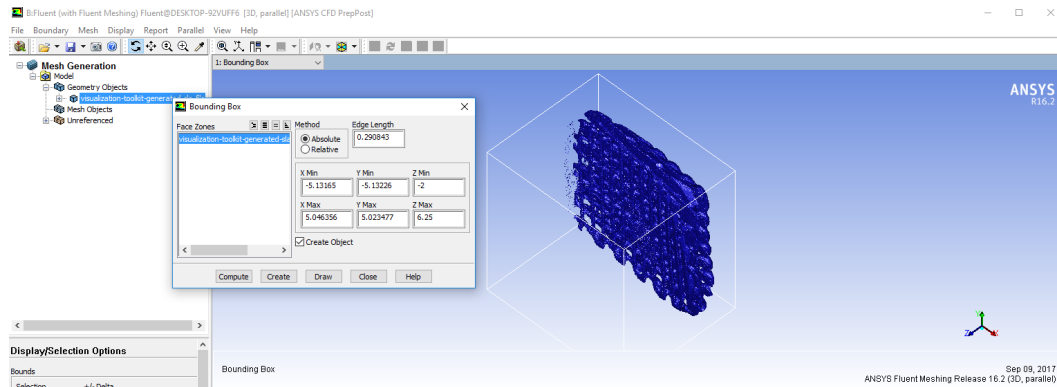 B:Fluent (with Fluent Meshing) Fluent@DESKTOP-92VUFF6 [3D, parallel] [ANSYS CFD PrepPost]
File Boundary Mesh Display Report Parallel View Help
Mesh Generation
Model
Geometry Objects
Mesh Objects
Unreferenced
1: Bounding Box
ANSYS
R16.2
Bounding Box
Face Zones
visualization-toolkit-generated-sla
Method
Absolute
Relative
Edge Length
0.290843
X Min Y Min Z Min
-5.13165 -5.13226 -2
X Max Y Max Z Max
5.046356 5.023477 6.25
Create Object
Compute Create Draw Close Help
Display/Selection Options
Bounds
Selection +/- Delta
Bounding Box
Y
Z X
Sep 09, 2017
ANSYS Fluent Meshing Release 16.2 (3D, parallel)